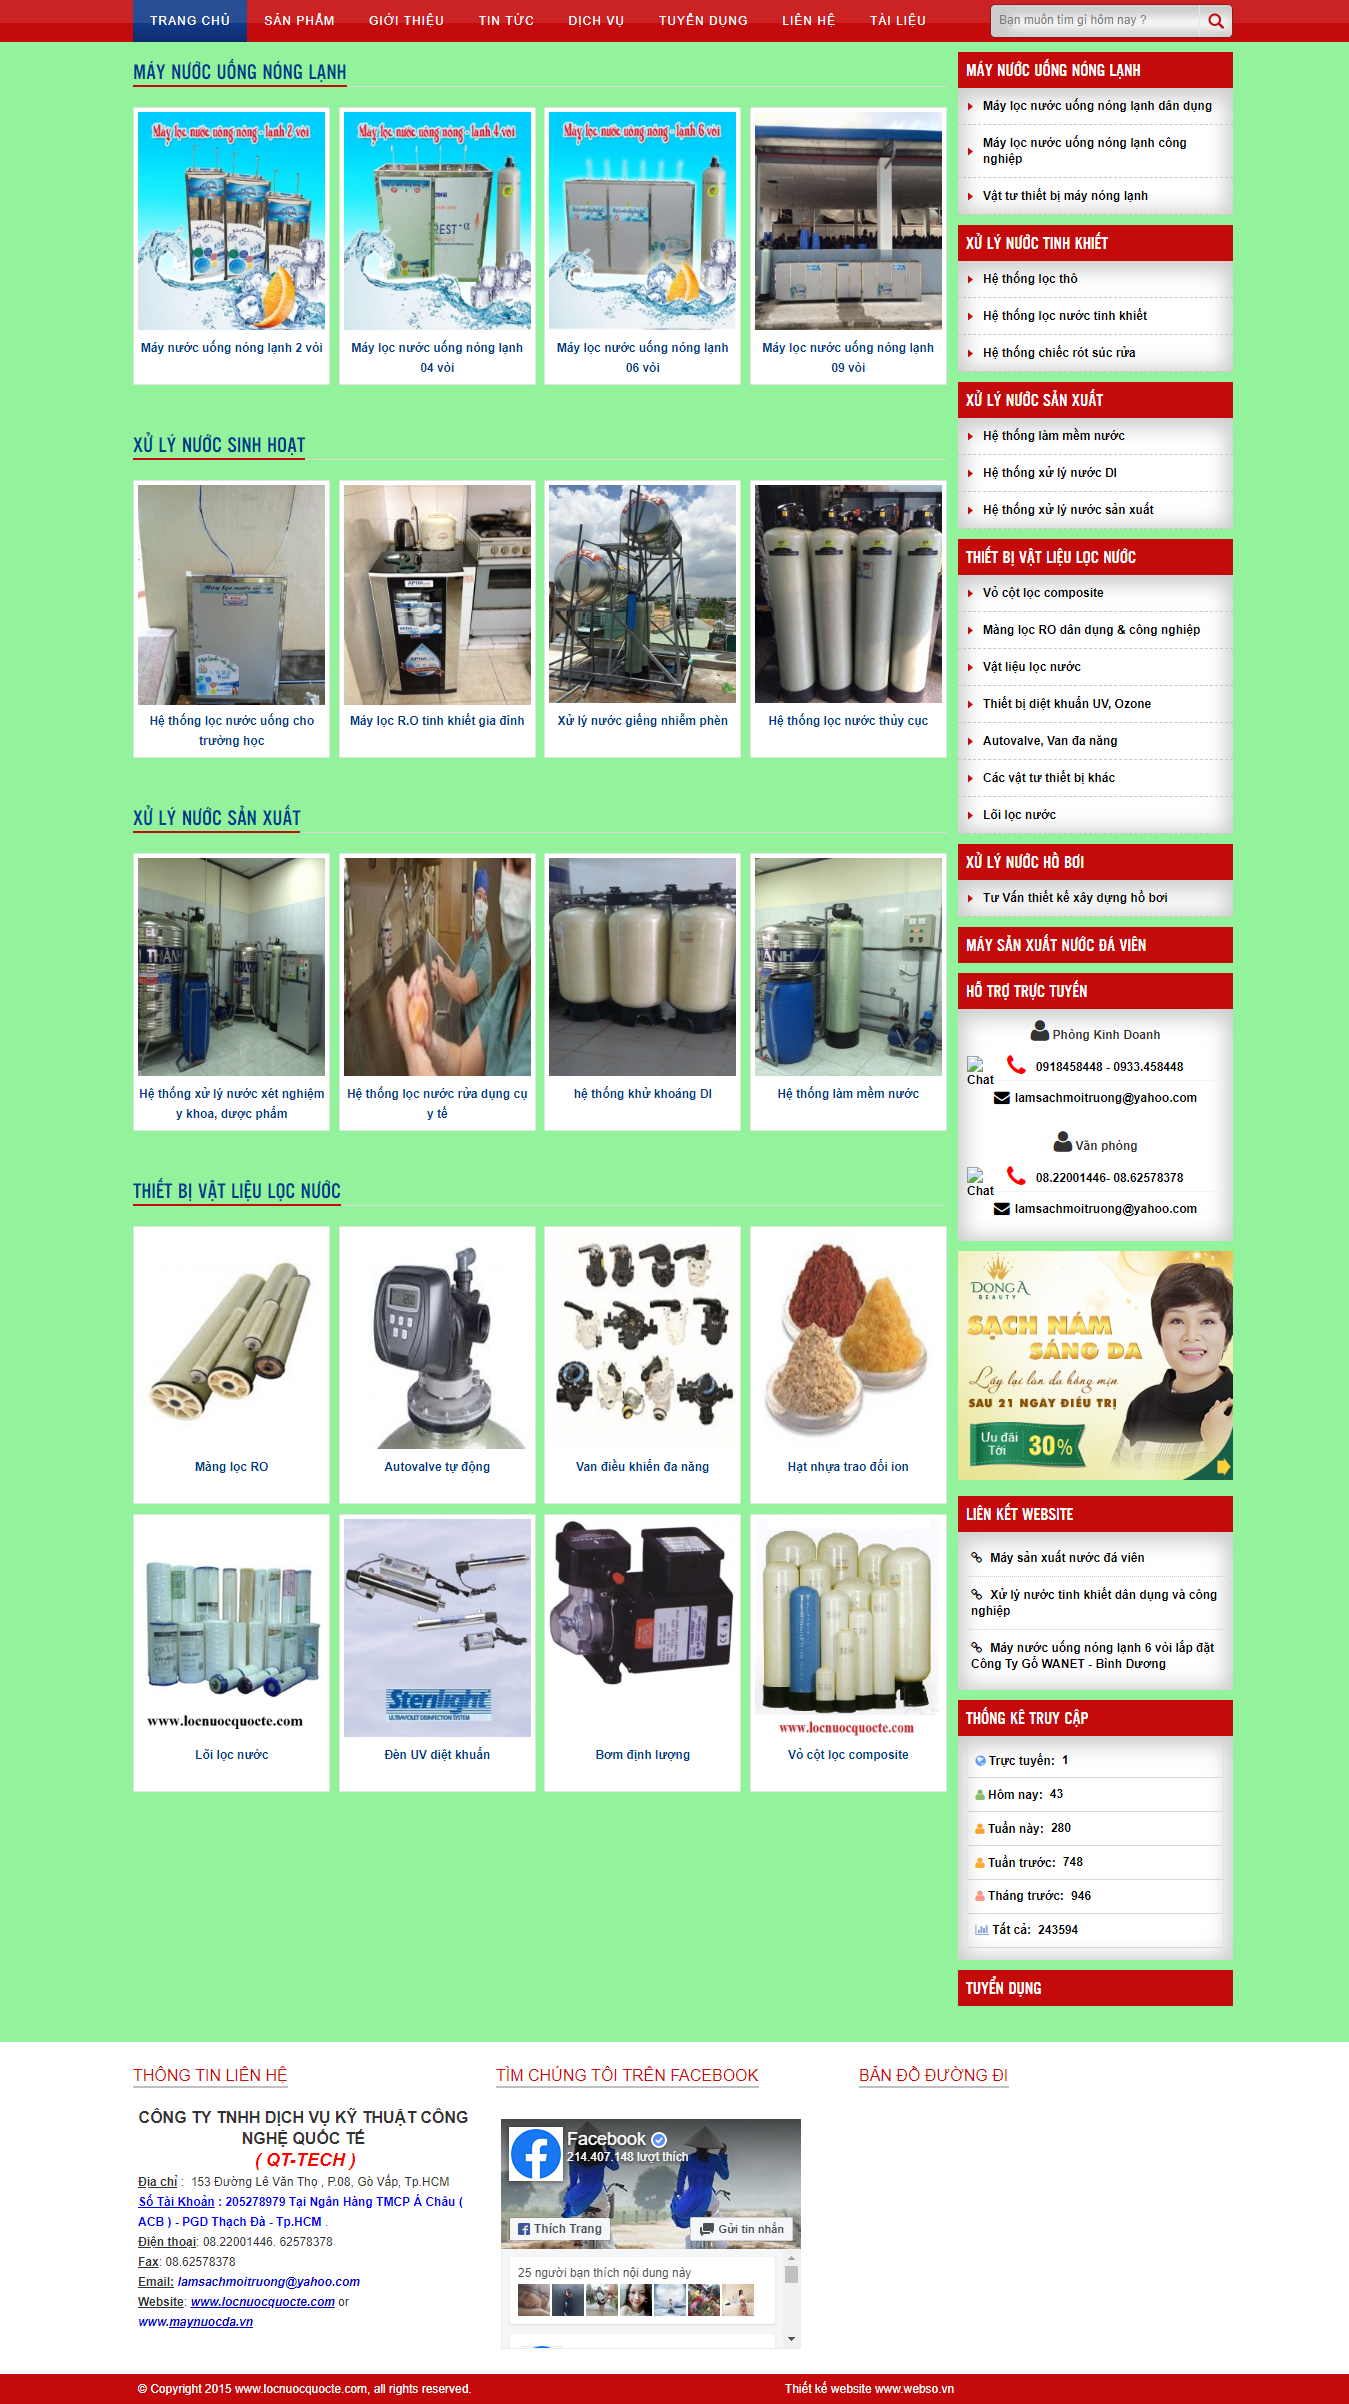 TRANG CHỦ SẢN PHẨM GIỚI THIỆU TIN TỨC DỊCH VỤ TUYỂN DỤNG LIÊN HỆ TÀI LIỆU
Bạn muốn tìm gì hôm nay ?
MÁY NƯỚC UỐNG NÓNG LẠNH
Máy lọc nước uống nóng - lạnh 2 vòi
Máy lọc nước uống nóng - lạnh 4 vòi
Máy lọc nước uống nóng - lạnh 6 vòi
Máy nước uống nóng lạnh 2 vòi
Máy lọc nước uống nóng lạnh
04 vòi
Máy lọc nước uống nóng lạnh
06 vòi
Máy lọc nước uống nóng lạnh
09 vòi
XỬ LÝ NƯỚC SINH HOẠT
Hệ thống lọc nước uống cho
trường học
Máy lọc R.O tinh khiết gia đình
Xử lý nước giếng nhiễm phèn
Hệ thống lọc nước thủy cục
XỬ LÝ NƯỚC SẢN XUẤT
Hệ thống xử lý nước xét nghiệm
y khoa, dược phẩm
Hệ thống lọc nước rửa dụng cụ
y tế
hệ thống khử khoáng DI
Hệ thống làm mềm nước
THIẾT BỊ VẬT LIỆU LỌC NƯỚC
Màng lọc RO
Autovalve tự động
Van điều khiển đa năng
Hạt nhựa trao đổi ion
www.locnuocquocte.com
Sterilight
ULTRAVIOLET DISINFECTION SYSTEM
www.locnuocquocte.com
Lõi lọc nước
Đèn UV diệt khuẩn
Bơm định lượng
Vỏ cột lọc composite
MÁY NƯỚC UỐNG NÓNG LẠNH
Máy lọc nước uống nóng lạnh dân dụng
Máy lọc nước uống nóng lạnh công
nghiệp
Vật tư thiết bị máy nóng lạnh
XỬ LÝ NƯỚC TINH KHIẾT
Hệ thống lọc thô
Hệ thống lọc nước tinh khiết
Hệ thống chiếc rót súc rửa
XỬ LÝ NƯỚC SẢN XUẤT
Hệ thống làm mềm nước
Hệ thống xử lý nước DI
Hệ thống xử lý nước sản xuất
THIẾT BỊ VẬT LIỆU LỌC NƯỚC
Vỏ cột lọc composite
Màng lọc RO dân dụng & công nghiệp
Vật liệu lọc nước
Thiết bị diệt khuẩn UV, Ozone
Autovalve, Van đa năng
Các vật tư thiết bị khác
Lõi lọc nước
XỬ LÝ NƯỚC HỒ BƠI
Tư Vấn thiết kế xây dựng hồ bơi
MÁY SẢN XUẤT NƯỚC ĐÁ VIÊN
HỖ TRỢ TRỰC TUYẾN
Phòng Kinh Doanh
Chat
0918458448 - 0933.458448
lamsachmoitruong@yahoo.com
Văn phòng
Chat
08.22001446- 08.62578378
lamsachmoitruong@yahoo.com
DONG A
BEAUTY
SẠCH NÁM
SÁNG DA
Lấy lại làn da hồng mịn
SAU 21 NGÀY ĐIỀU TRỊ
Ưu đãi
Tới
30%
LIÊN KẾT WEBSITE
Máy sản xuất nước đá viên
Xử lý nước tinh khiết dân dụng và công
nghiệp
Máy nước uống nóng lạnh 6 vòi lắp đặt
Công Ty Gỗ WANET - Bình Dương
THỐNG KÊ TRUY CẬP
Trực tuyến: 1
Hôm nay: 43
Tuần này: 280
Tuần trước: 748
Tháng trước: 946
Tất cả: 243594
TUYỂN DỤNG
THÔNG TIN LIÊN HỆ
CÔNG TY TNHH DỊCH VỤ KỸ THUẬT CÔNG
NGHỆ QUỐC TẾ
( QT-TECH )
Địa chỉ : 153 Đường Lê Văn Thọ , P.08, Gò Vấp, Tp.HCM
Số Tài Khoản : 205278979 Tại Ngân Hàng TMCP Á Châu (
ACB ) - PGD Thạch Đà - Tp.HCM .
Điện thoại: 08.22001446. 62578378
Fax: 08.62578378
Email: lamsachmoitruong@yahoo.com
Website: www.locnuocquocte.com or
www.maynuocda.vn
TÌM CHÚNG TÔI TRÊN FACEBOOK
Facebook
214.407.148 lượt thích
Thích Trang
Gửi tin nhắn
25 người bạn thích nội dung này
BẢN ĐỒ ĐƯỜNG ĐI
© Copyright 2015 www.locnuocquocte.com, all rights reserved.
Thiết kế website www.webso.vn